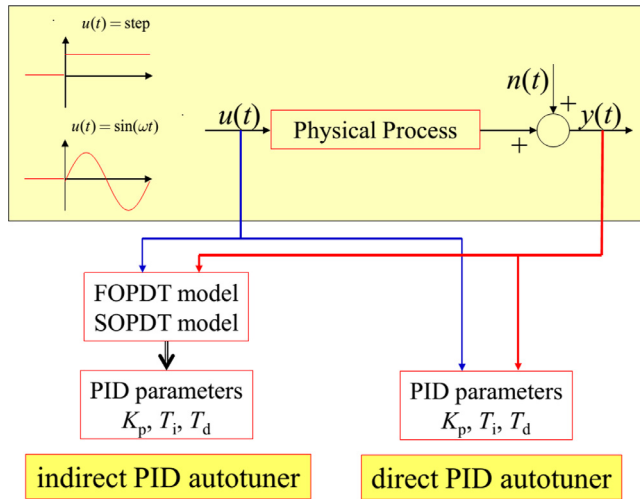 u(t) = step
u(t) = sin(ωt)
u(t)
Physical Process
n(t)
+
+
y(t)
FOPDT model
SOPDT model
PID parameters
Kp, Ti, Td
PID parameters
Kp, Ti, Td
indirect PID autotuner
direct PID autotuner